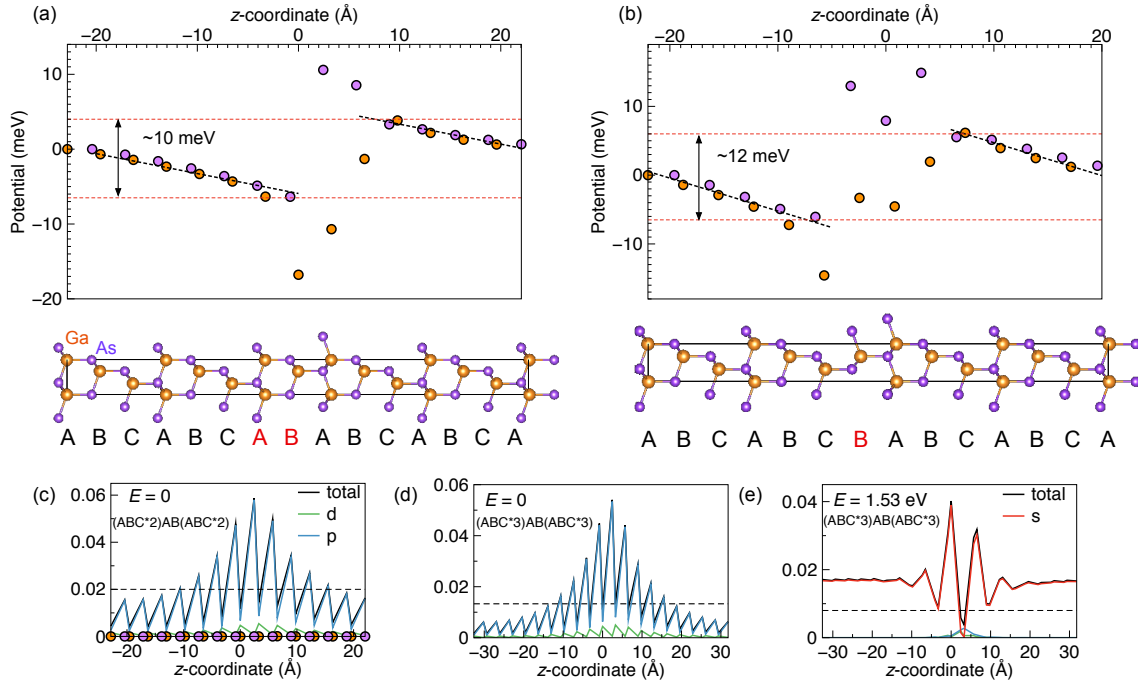 (a)
z-coordinate (Å)
−20 −10 0 10 20
Potential (meV)
10
0
−10
−20
~10 meV
Ga
As
A B C A B C A B A B C A B C A
(b)
z-coordinate (Å)
−20 −10 0 10 20
Potential (meV)
10
0
−10
~12 meV
A B C A B C B A B C A B C A
(c)
E = 0
(ABC*2)AB(ABC*2)
total
d
p
0.06
0.04
0.02
0
−20 −10 0 10 20
z-coordinate (Å)
(d)
E = 0
(ABC*3)AB(ABC*3)
0.06
0.04
0.02
0
−30 −20 −10 0 10 20 30
z-coordinate (Å)
(e)
E = 1.53 eV
(ABC*3)AB(ABC*3)
total
s
0.04
0.02
0
−30 −20 −10 0 10 20 30
z-coordinate (Å)